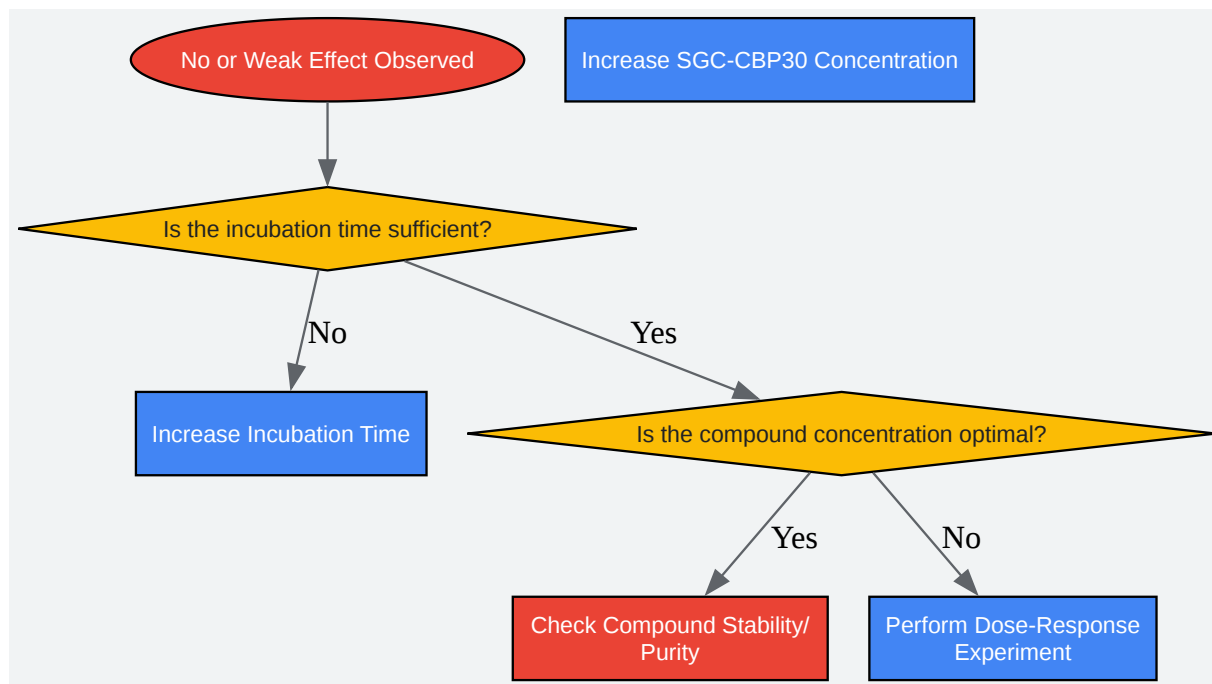 No or Weak Effect Observed
Increase SGC-CBP30 Concentration
Is the incubation time sufficient?
No
Yes
Increase Incubation Time
Is the compound concentration optimal?
Yes
No
Check Compound Stability/
Purity
Perform Dose-Response
Experiment